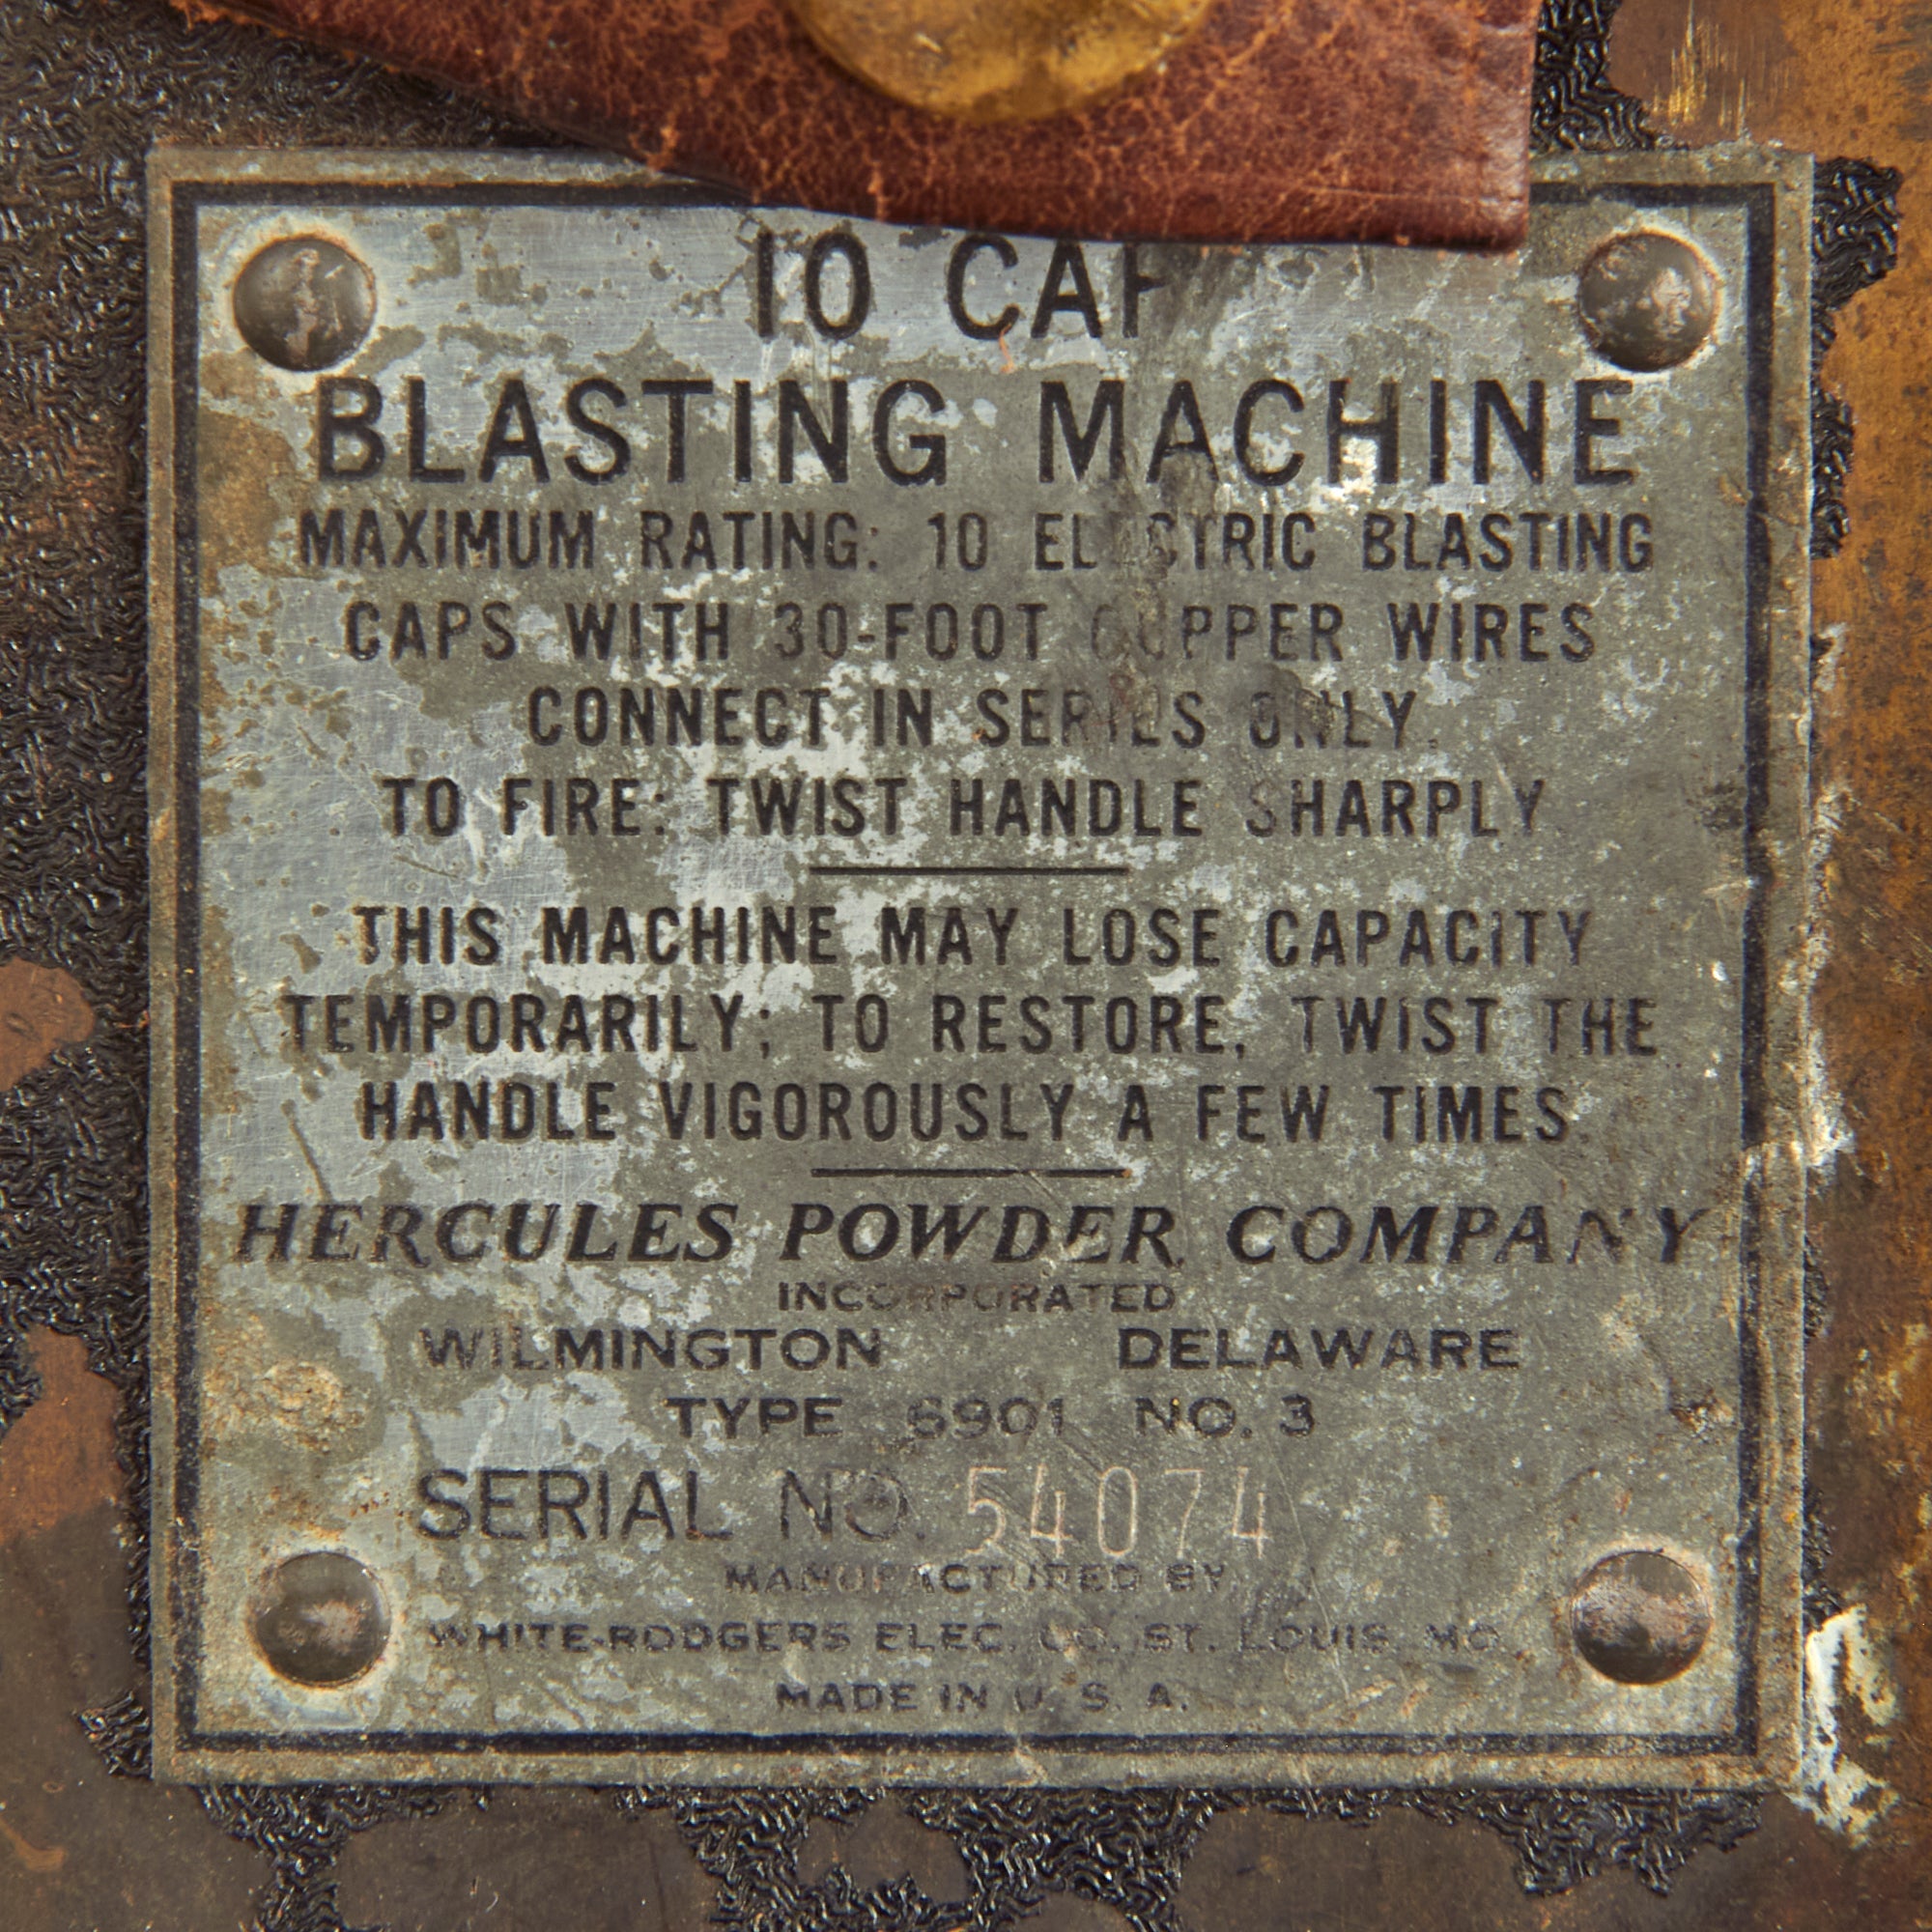 10 CAP
BLASTING MACHINE
MAXIMUM RATING: 10 ELECTRIC BLASTING
CAPS WITH 30-FOOT COPPER WIRES
CONNECT IN SERIES ONLY.
TO FIRE: TWIST HANDLE SHARPLY
THIS MACHINE MAY LOSE CAPACITY
TEMPORARILY; TO RESTORE, TWIST THE
HANDLE VIGOROUSLY A FEW TIMES.
HERCULES POWDER COMPANY
INCORPORATED
WILMINGTON DELAWARE
TYPE 6901 NO. 3
SERIAL NO. 54074
MANUFACTURED BY
WHITE-RODGERS ELEC. CO. ST. LOUIS MO.
MADE IN U. S. A.